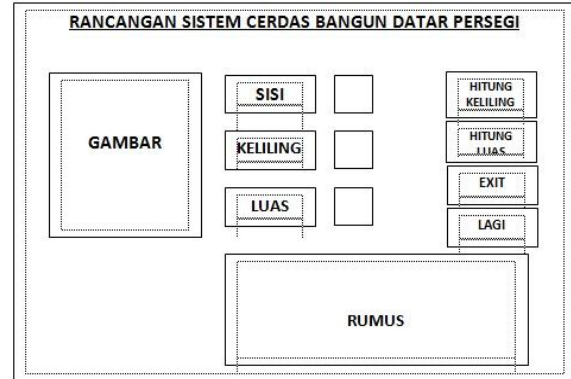 RANCANGAN SISTEM CERDAS BANGUN DATAR PERSEGI
GAMBAR
SISI
KELILING
LUAS
HITUNG
KELILING
HITUNG
LUAS
EXIT
LAGI
RUMUS